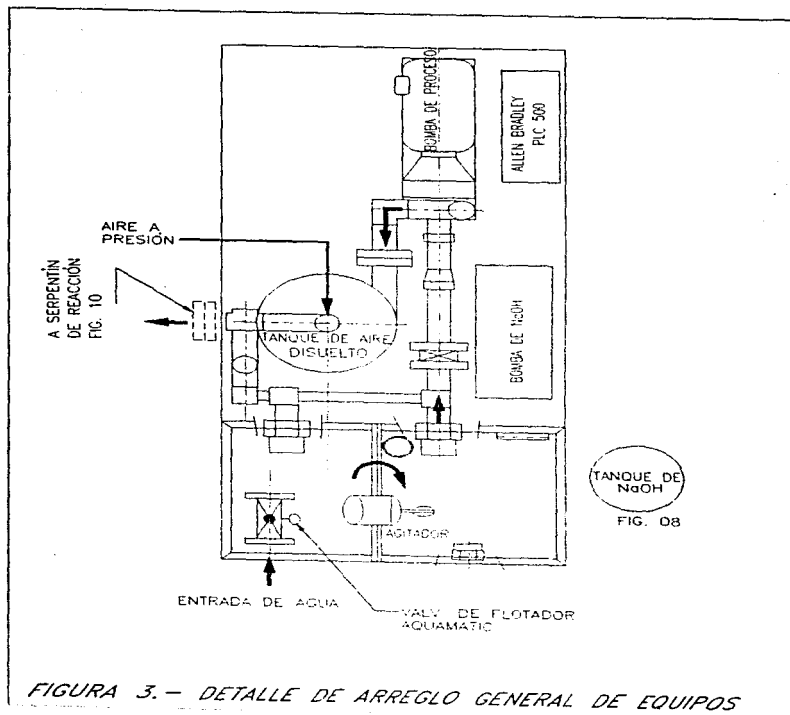 BOMBA DE PROCESO
ALLEN BRADLEY
PLC 500
AIRE A
PRESIÓN
A SERPENTÍN
DE REACCIÓN
FIG. 10
TANQUE DE AIRE
DISUELTO
BOMBA DE NaOH
TANQUE DE
NaOH
FIG. 08
AGITADOR
ENTRADA DE AGUA
VALV. DE FLOTADOR
AQUAMATIC
FIGURA 3.- DETALLE DE ARREGLO GENERAL DE EQUIPOS